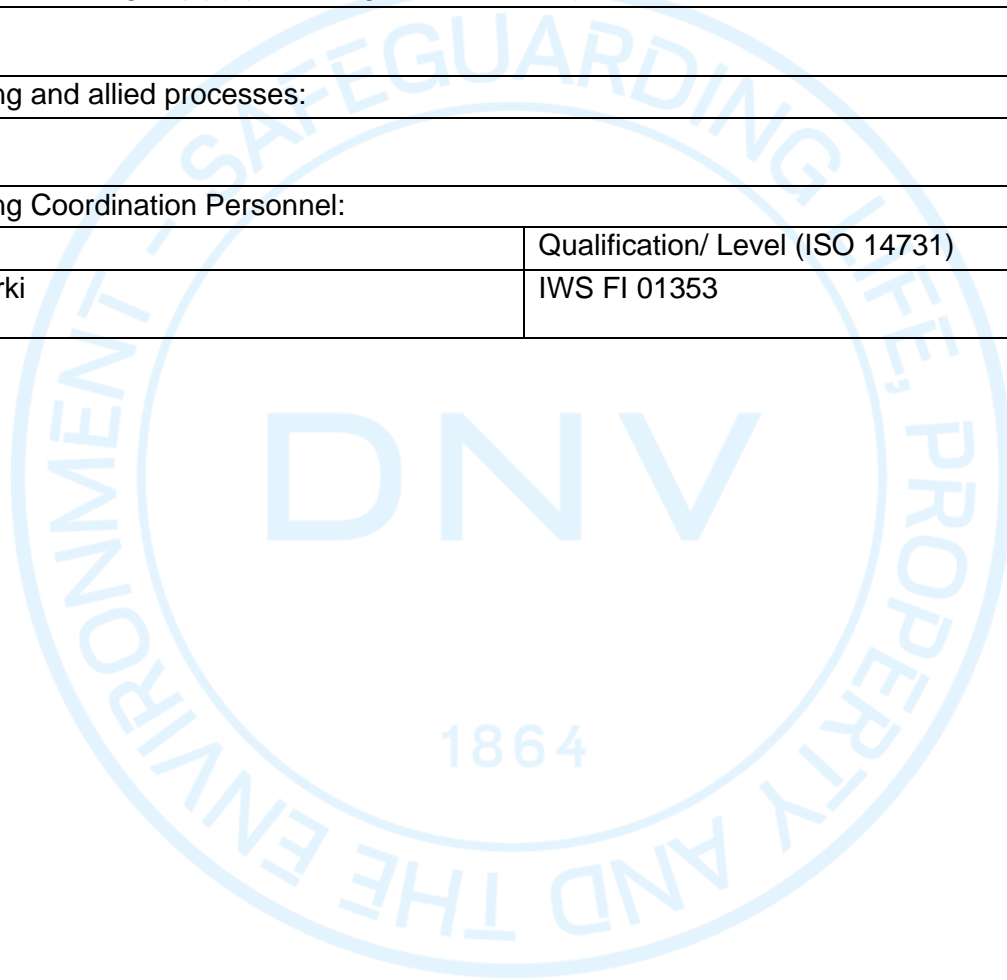 ng and allied processes:
ng Coordination Personnel:
Qualification/ Level (ISO 14731)
rki
IWS FI 01353
SAFEGUARDING LIFE, PROPERTY AND THE ENVIRONMENT –
DNV
1864